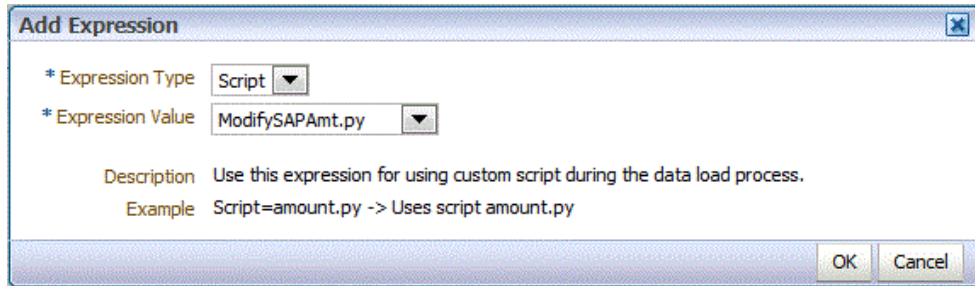 Add Expression
* Expression Type Script
* Expression Value ModifySAPAmt.py
Description Use this expression for using custom script during the data load process.
Example Script=amount.py -> Uses script amount.py
OK Cancel